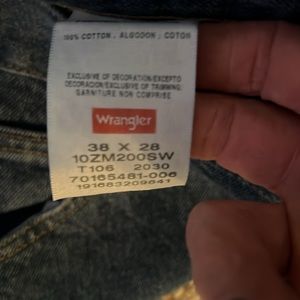 100% COTTON . ALGODON ; COTON
EXCLUSIVE OF DECORATION/EXCEPTO
DECORACION/EXCLUSIVE OF TRIMMING
GARNITURE NON COMPRISE
Wrangler
38 X 28
10ZM200SW
T106 2030
70165481-006
191683209641